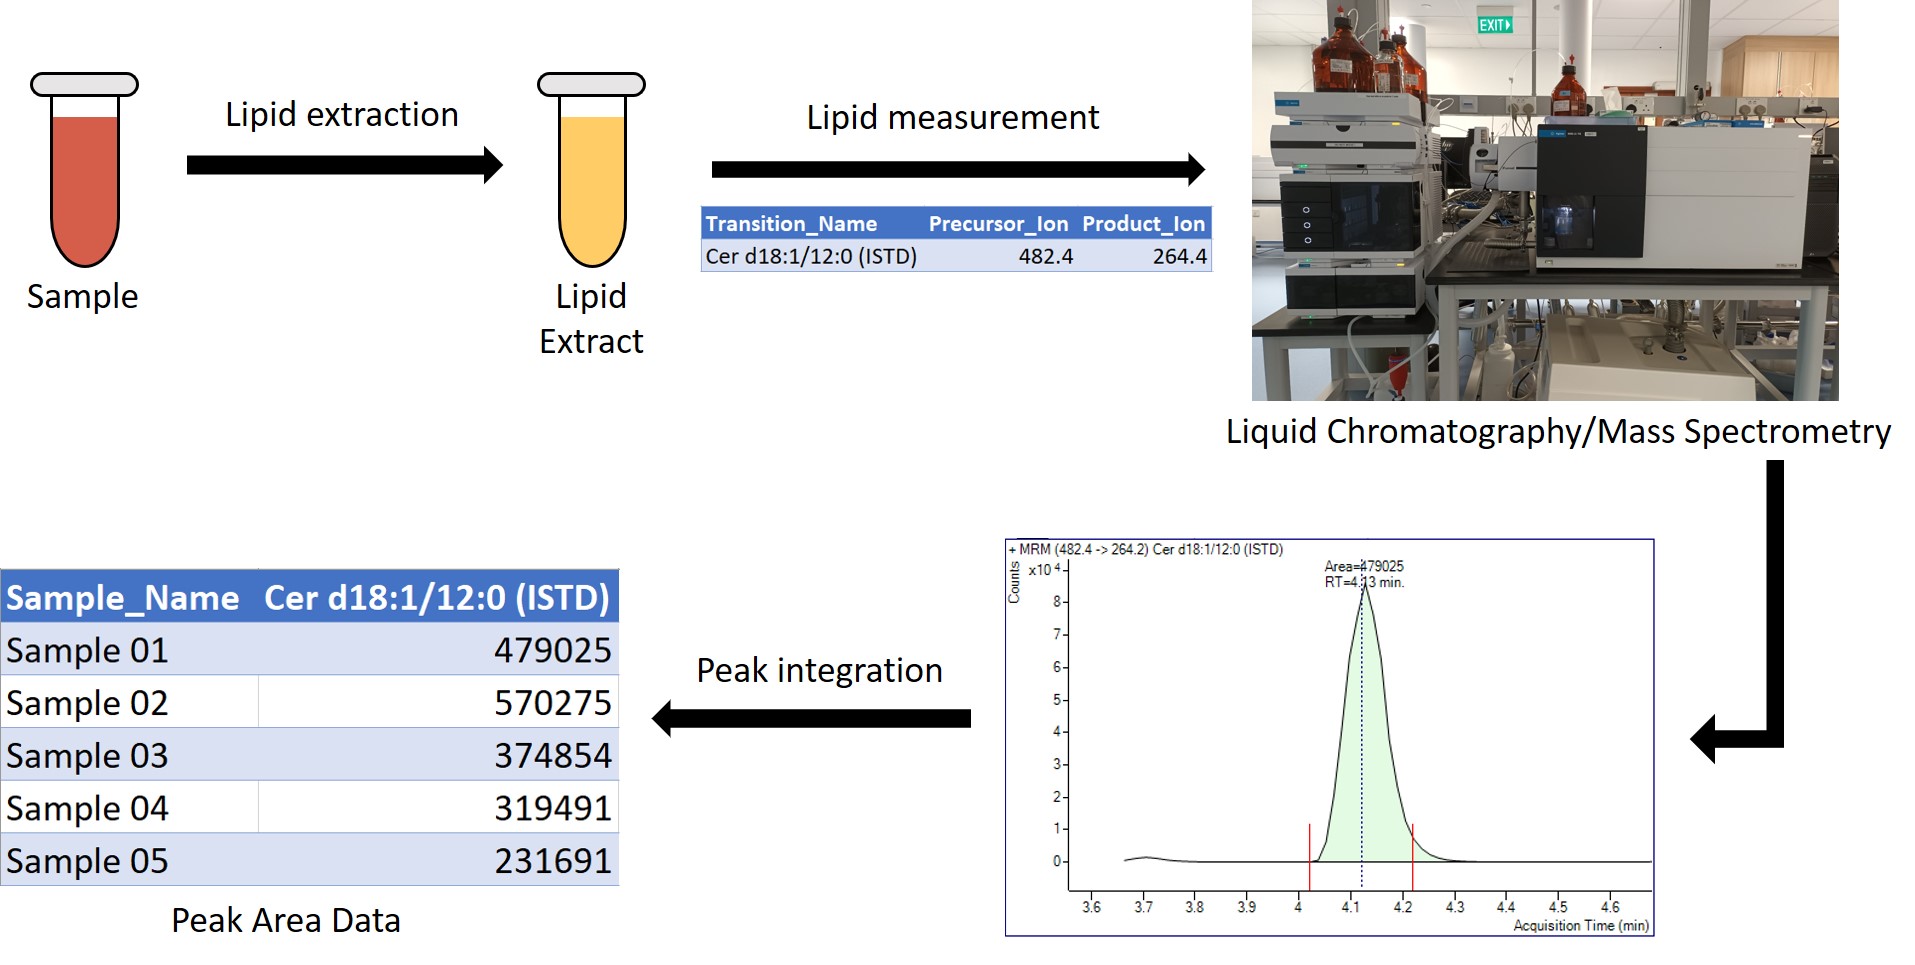 Lipid extraction
Sample
Lipid
Extract
Lipid measurement
Transition_Name Precursor_Ion Product_Ion
Cer d18:1/12:0 (ISTD) 482.4 264.4
EXIT
Liquid Chromatography/Mass Spectrometry
+ MRM (482.4 -> 264.2) Cer d18:1/12:0 (ISTD)
Counts
x10 4
Area=479025
RT=4.13 min.
8
7
6
5
4
3
2
1
0
3.6 3.7 3.8 3.9 4 4.1 4.2 4.3 4.4 4.5 4.6
Acquisition Time (min)
Peak integration
Sample_Name Cer d18:1/12:0 (ISTD)
Sample 01 479025
Sample 02 570275
Sample 03 374854
Sample 04 319491
Sample 05 231691
Peak Area Data